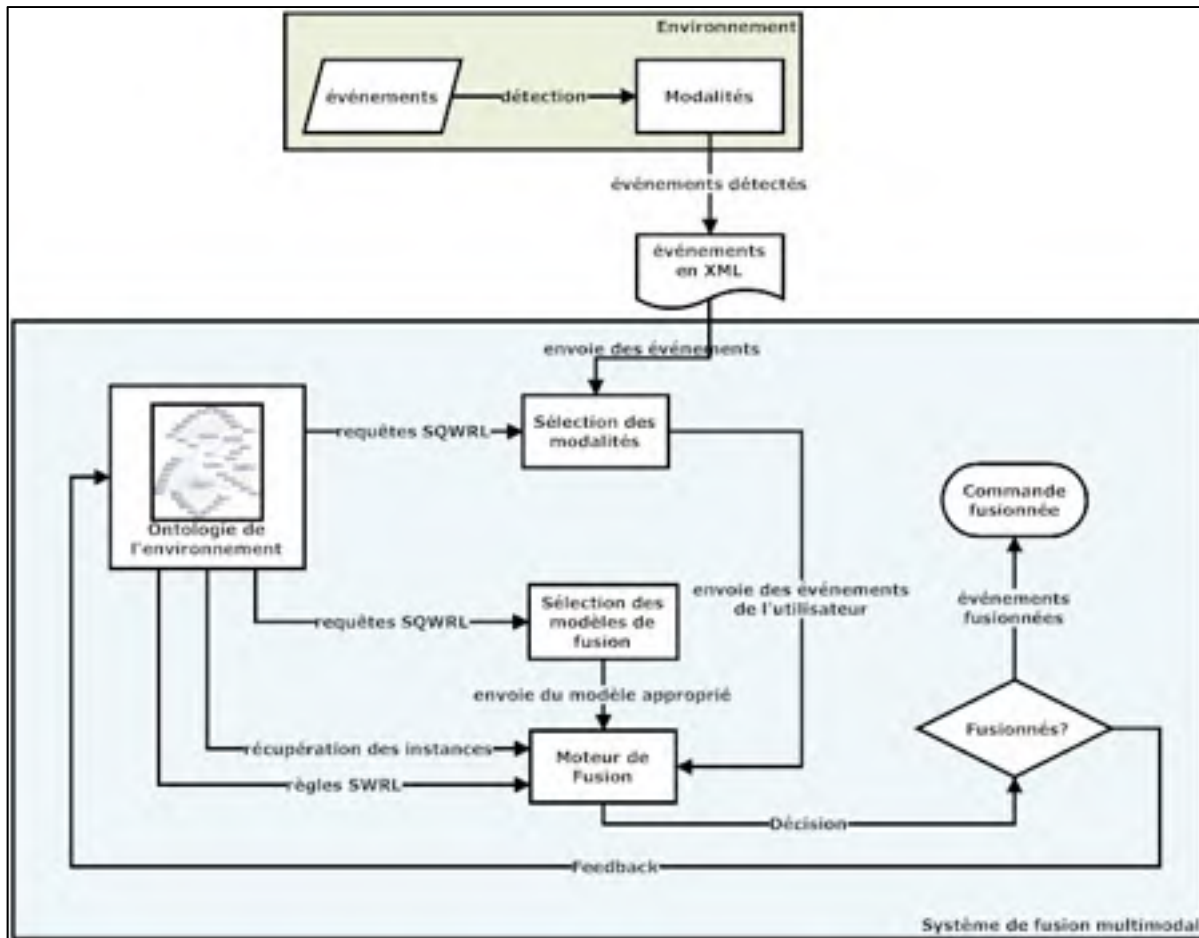 Environnement
événements
détection
Modalités
événements détectés
événements
en XML
envoie des événements
requêtes SQWRL
Sélection des
modalités
Ontologie de
l'environnement
Commande
fusionnée
requêtes SQWRL
Sélection des
modèles de
fusion
envoie des événements
de l'utilisateur
événements
fusionnées
envoie du modèle approprié
Fusionnés?
récupération des instances
Moteur de
Fusion
règles SWRL
Décision
Feedback
Système de fusion multimodal